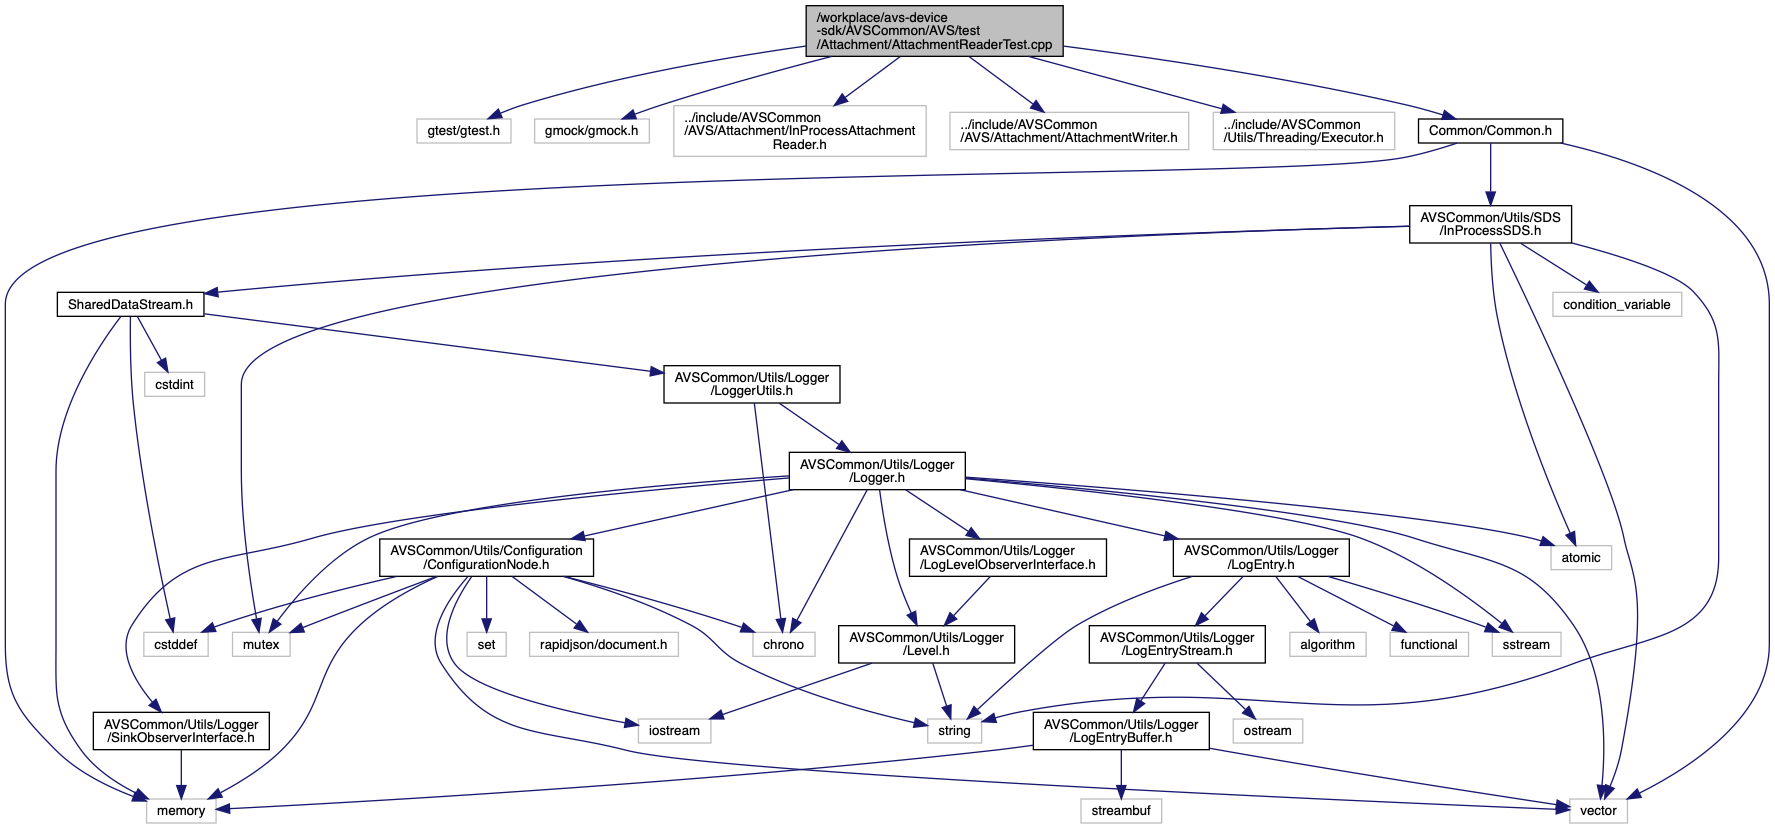 /workplace/avs-device
-sdk/AVSCommon/AVS/test
/Attachment/AttachmentReaderTest.cpp
gtest/gtest.h
gmock/gmock.h
../include/AVSCommon
/AVS/Attachment/InProcessAttachment
Reader.h
../include/AVSCommon
/AVS/Attachment/AttachmentWriter.h
../include/AVSCommon
/Utils/Threading/Executor.h
Common/Common.h
AVSCommon/Utils/SDS
/InProcessSDS.h
SharedDataStream.h
condition_variable
cstdint
AVSCommon/Utils/Logger
/LoggerUtils.h
AVSCommon/Utils/Logger
/Logger.h
AVSCommon/Utils/Configuration
/ConfigurationNode.h
AVSCommon/Utils/Logger
/LogLevelObserverInterface.h
AVSCommon/Utils/Logger
/LogEntry.h
atomic
cstddef
mutex
set
rapidjson/document.h
chrono
AVSCommon/Utils/Logger
/Level.h
AVSCommon/Utils/Logger
/LogEntryStream.h
algorithm
functional
sstream
AVSCommon/Utils/Logger
/SinkObserverInterface.h
iostream
string
AVSCommon/Utils/Logger
/LogEntryBuffer.h
ostream
memory
streambuf
vector